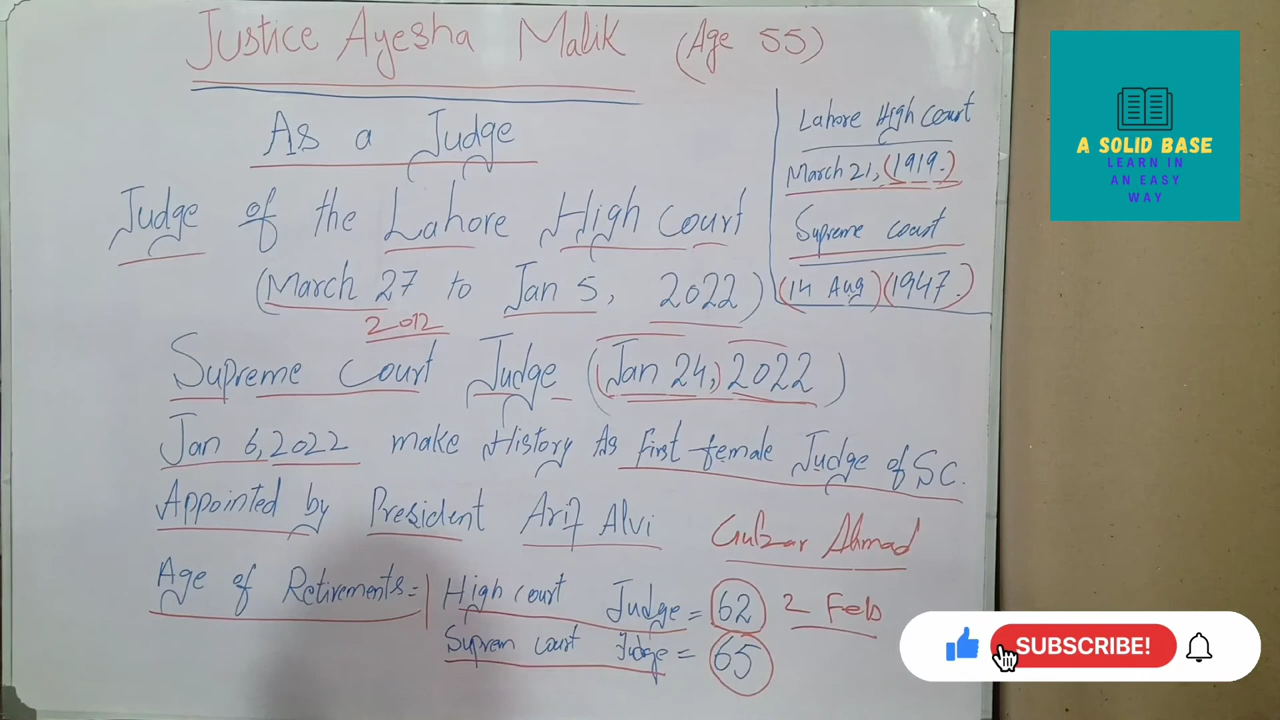 Justice Ayesha Malik (Age 55)
As a Judge
Judge of the Lahore High court
(March 27 to Jan 5, 2022)
2012
Lahore High court
March 21, (1919.)
Supreme court
(14 Aug) (1947.)
Supreme Court Judge (Jan 24, 2022)
Jan 6, 2022 make History As first female Judge of SC.
Appointed by President Arif Alvi
Gulzar Ahmad
Age of Retirements = High court Judge = 62 2 Feb
Suprem court Judge = 65
A SOLID BASE
LEARN IN
AN EASY
WAY
SUBSCRIBE!